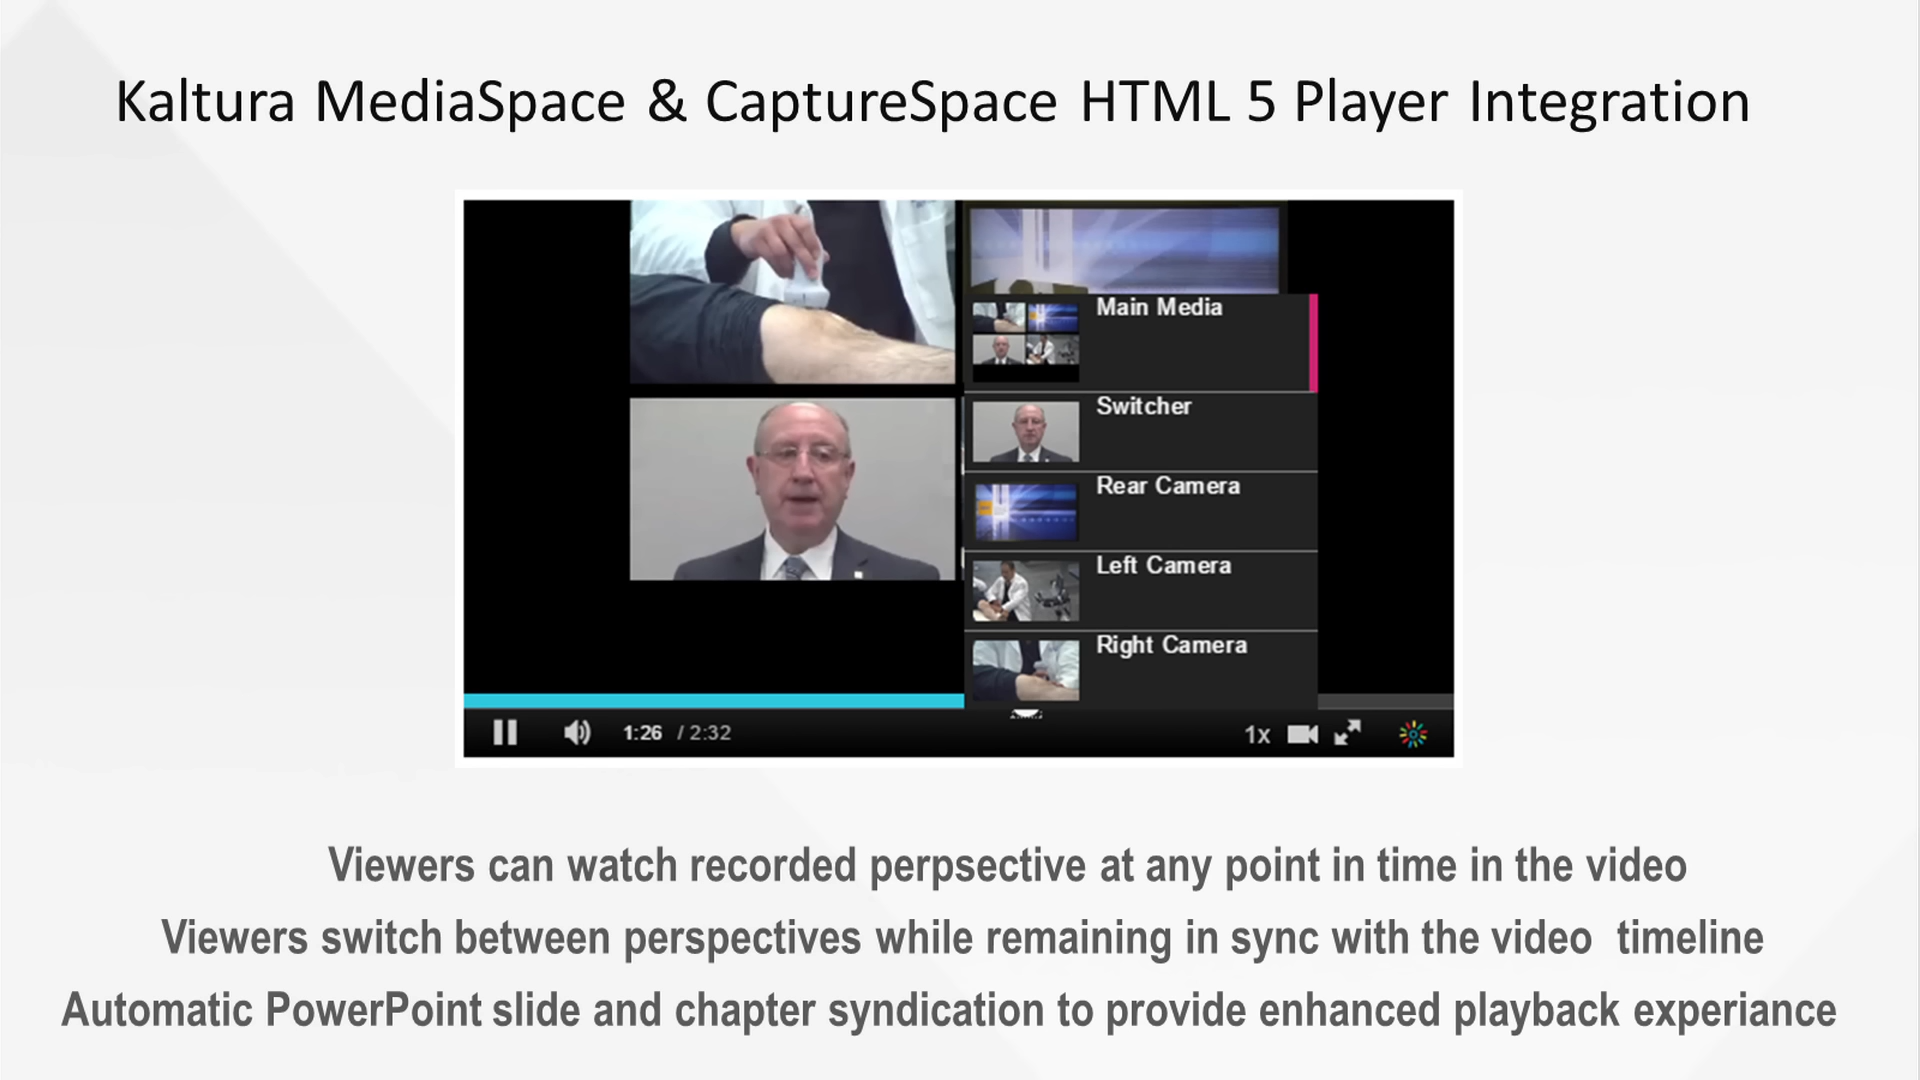 Kaltura MediaSpace & CaptureSpace HTML 5 Player Integration
Main Media
Switcher
Rear Camera
Left Camera
Right Camera
1:26 / 2:32
1x
Viewers can watch recorded perpsective at any point in time in the video
Viewers switch between perspectives while remaining in sync with the video  timeline
Automatic PowerPoint slide and chapter syndication to provide enhanced playback experiance